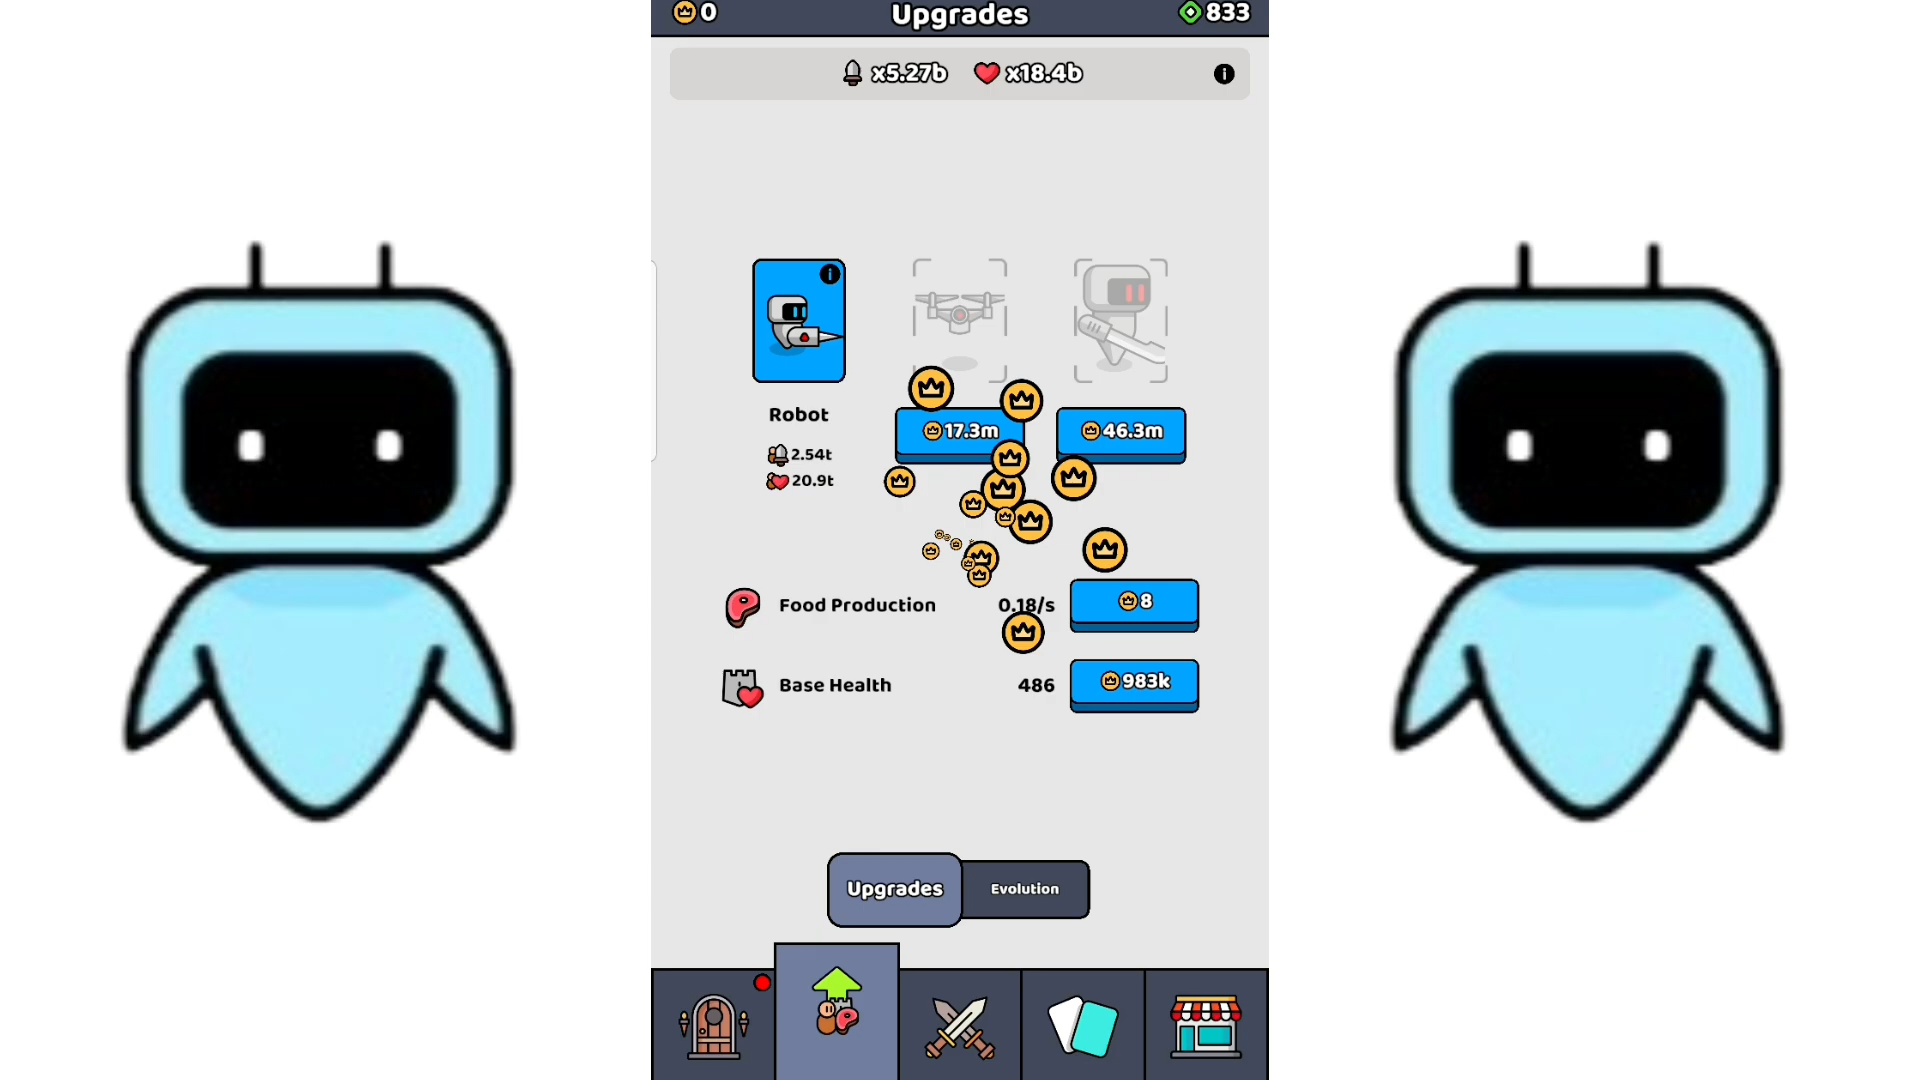 0 Upgrades 833
x5.27b x18.4b
Robot
2.54t
20.9t
17.3m 46.3m
Food Production 0.18/s 8
Base Health 486 983k
Upgrades Evolution